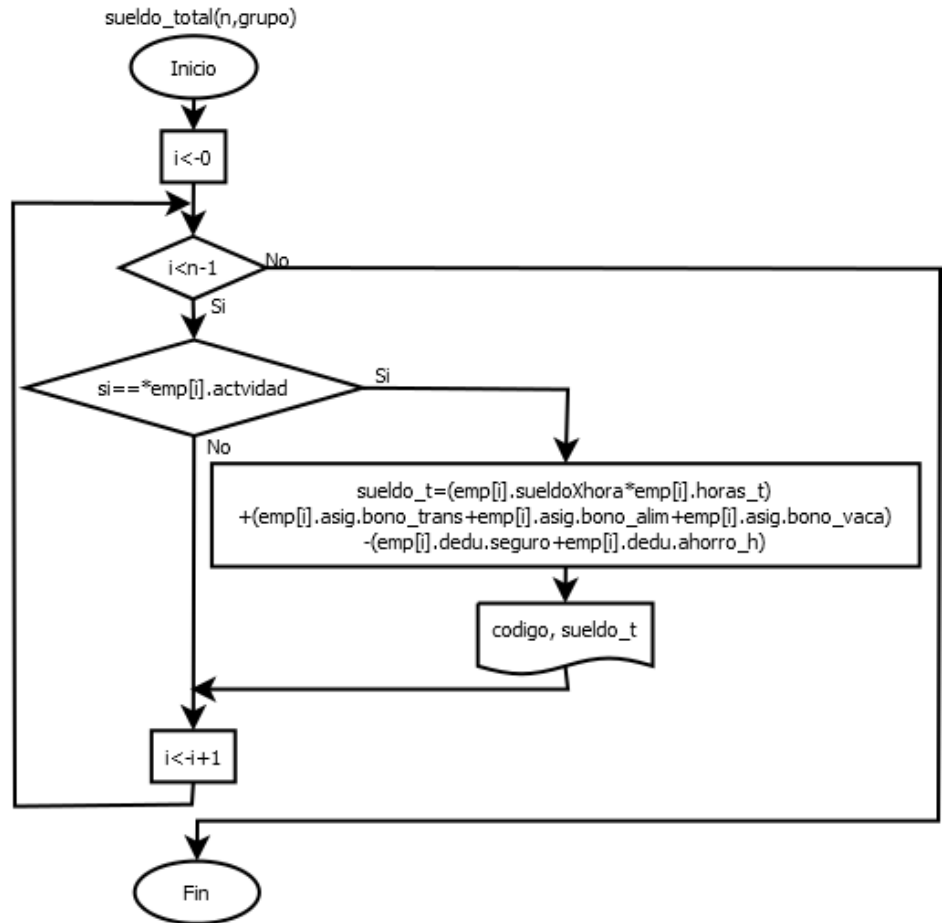 sueldo_total(n,grupo)
Inicio
i<-0
i<n-1
No
Si
si==*emp[i].actvidad
Si
No
sueldo_t=(emp[i].sueldoXhora*emp[i].horas_t)
+(emp[i].asig.bono_trans+emp[i].asig.bono_alim+emp[i].asig.bono_vaca)
-(emp[i].dedu.seguro+emp[i].dedu.ahorro_h)
codigo, sueldo_t
i<-i+1
Fin